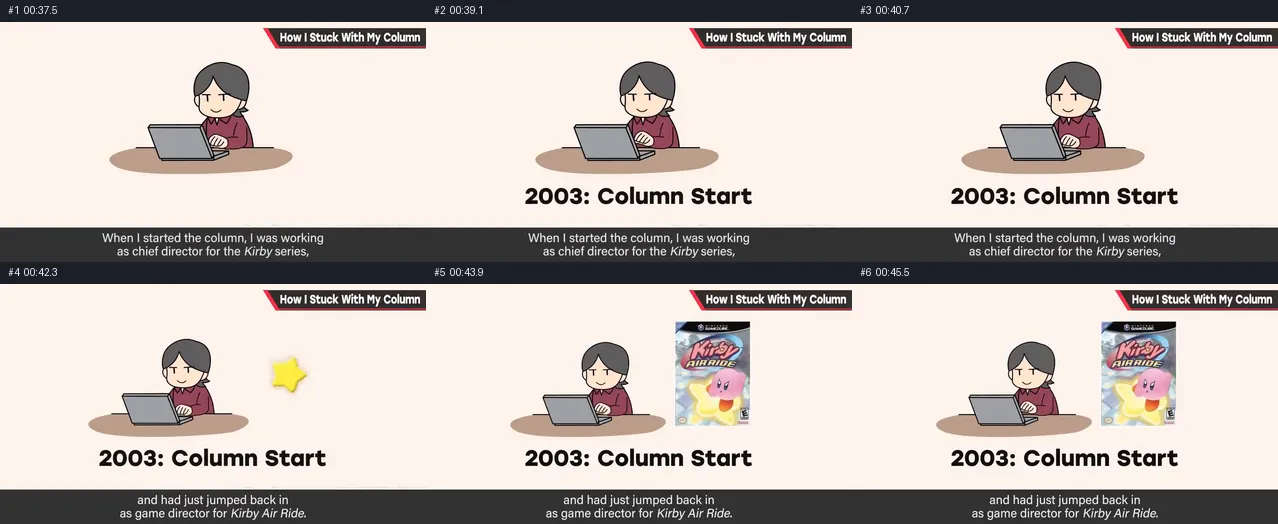 #1 00:37.5
#2 00:39.1
#3 00:40.7
How I Stuck With My Column
How I Stuck With My Column
How I Stuck With My Column
2003: Column Start
2003: Column Start
When I started the column, I was working
as chief director for the Kirby series,
When I started the column, I was working
as chief director for the Kirby series,
When I started the column, I was working
as chief director for the Kirby series,
#4 00:42.3
#5 00:43.9
#6 00:45.5
How I Stuck With My Column
How I Stuck With My Column
How I Stuck With My Column
GAMECUBE
Kirby
AIR RIDE
E
GAMECUBE
Kirby
AIR RIDE
E
2003: Column Start
2003: Column Start
2003: Column Start
and had just jumped back in
as game director for Kirby Air Ride.
and had just jumped back in
as game director for Kirby Air Ride.
and had just jumped back in
as game director for Kirby Air Ride.